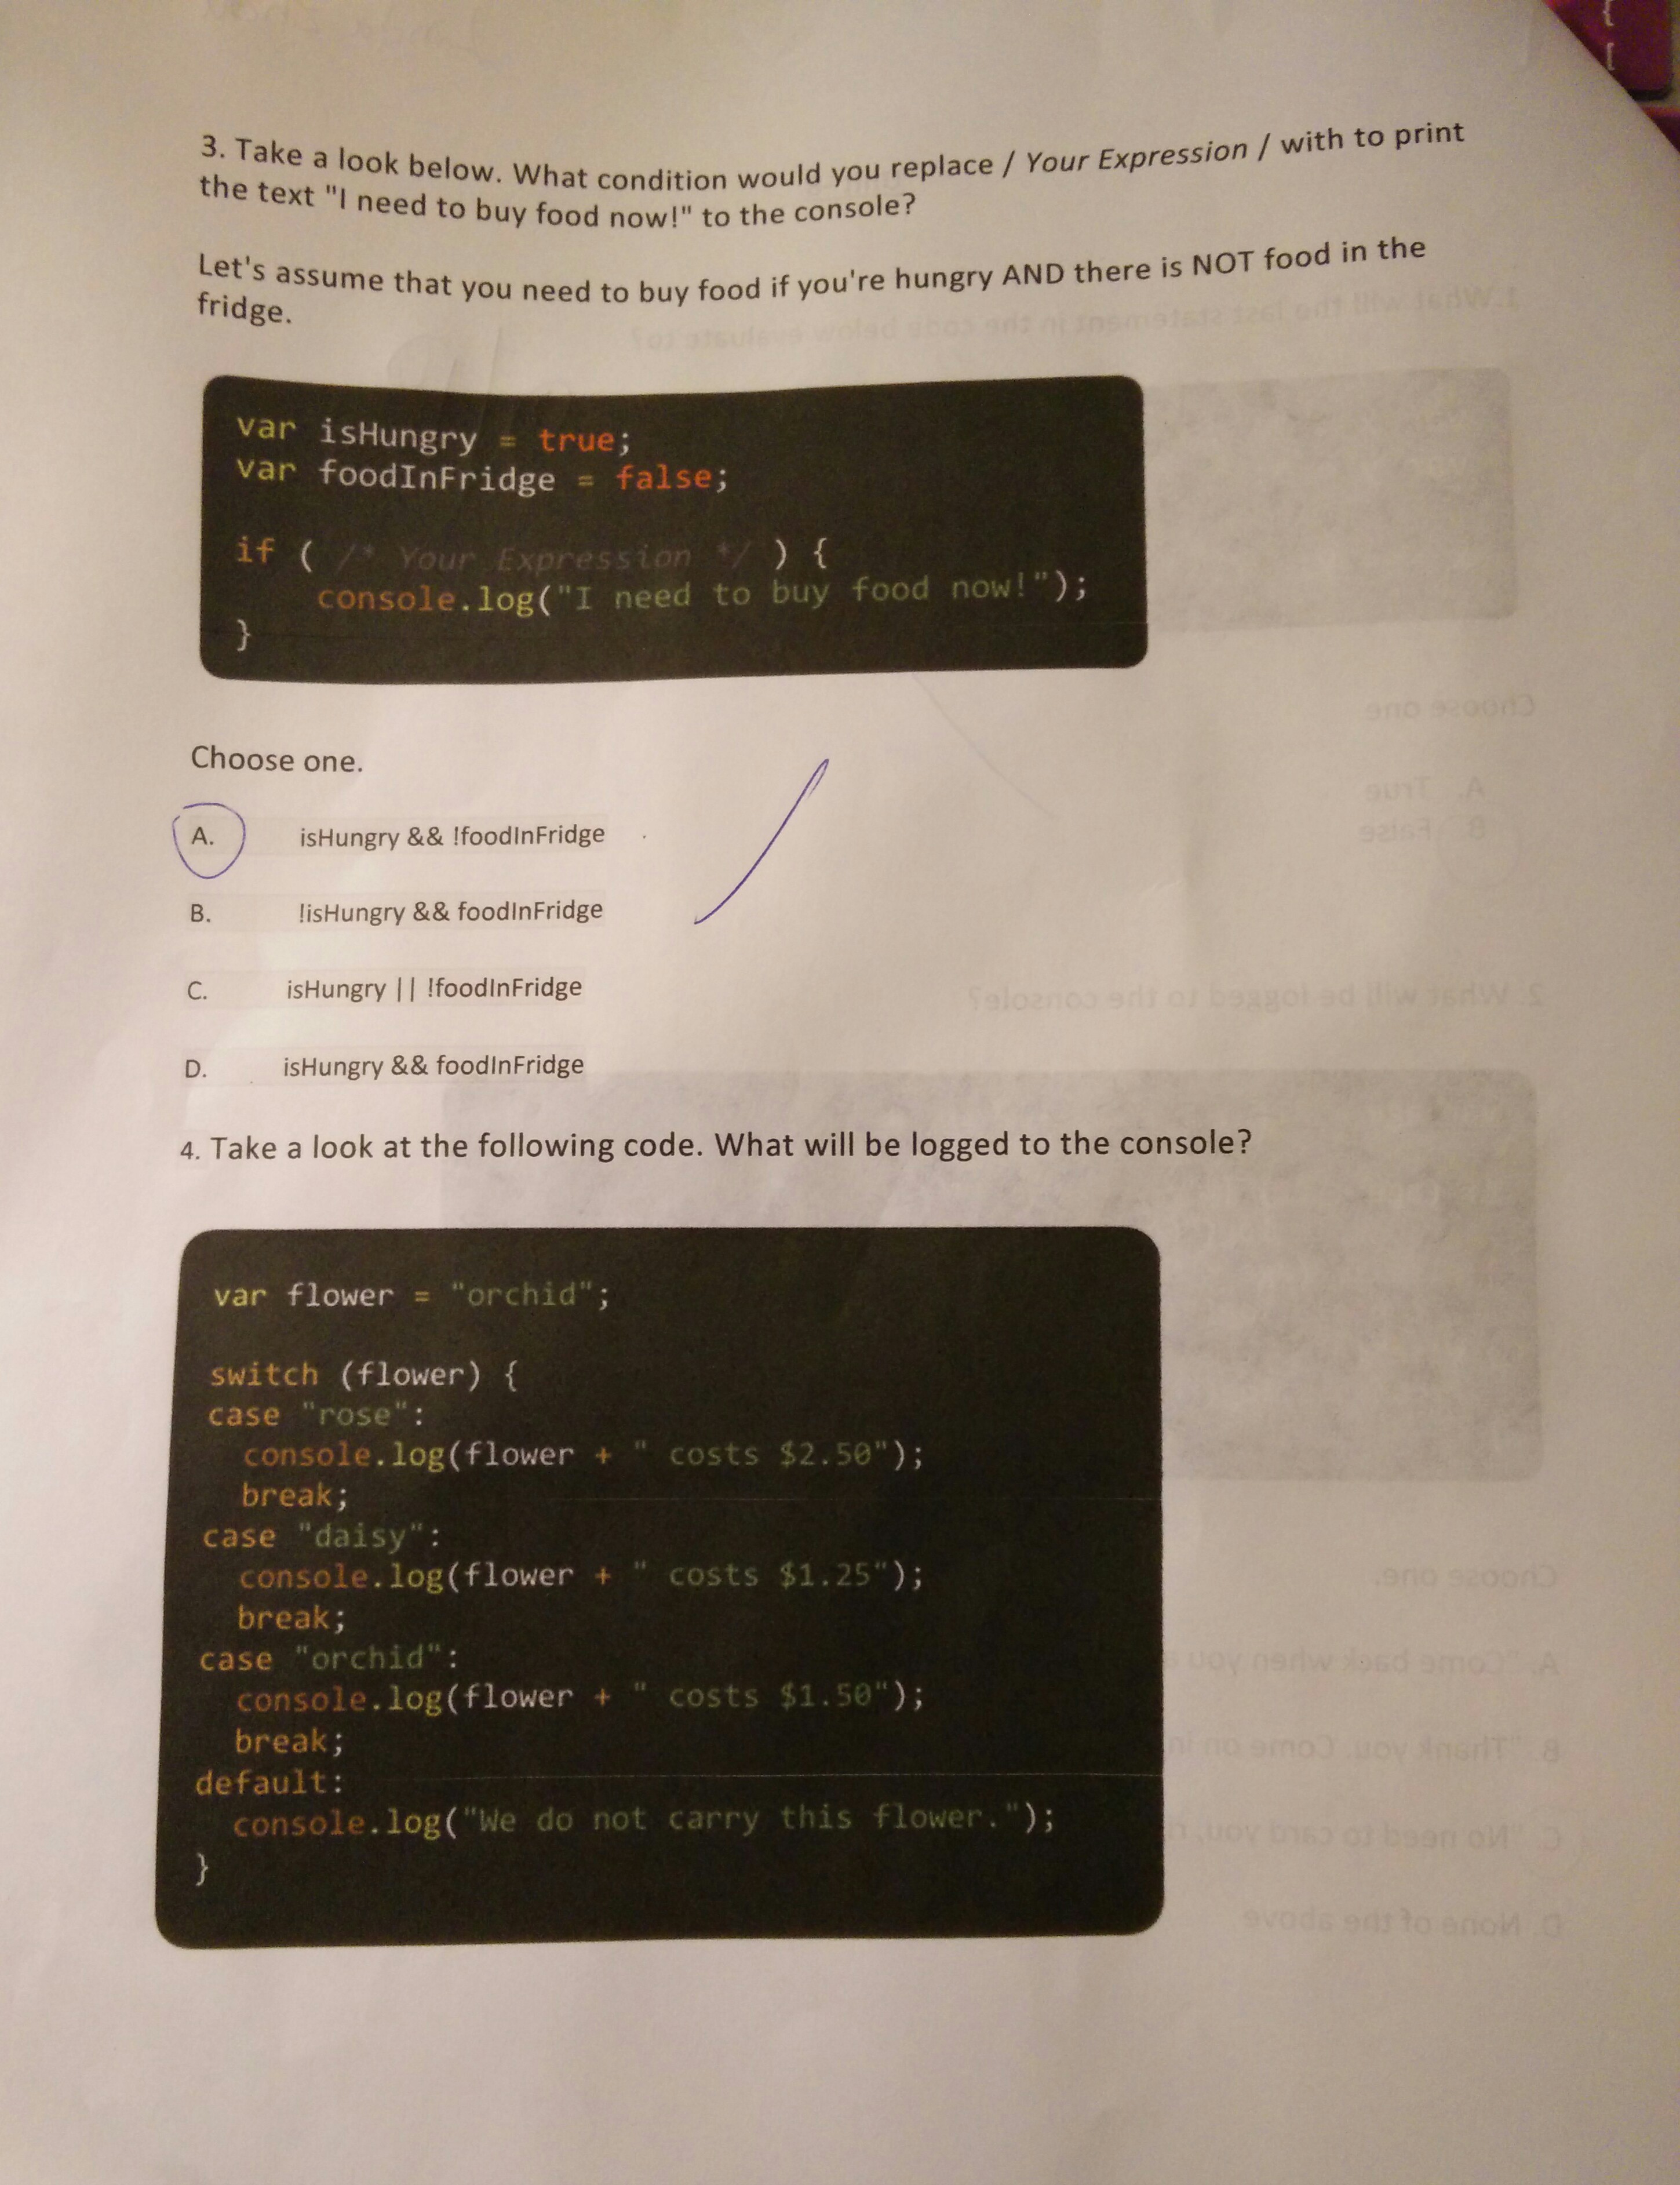 3. Take a look below. What condition would you replace / Your Expression / with to print
the text "I need to buy food now!" to the console?
Let's assume that you need to buy food if you're hungry AND there is NOT food in the
fridge.
var isHungry = true;
var foodInFridge = false;
if ( /* Your Expression */ ) {
console.log("I need to buy food now!");
}
Choose one.
A. isHungry && !foodInFridge
B. !isHungry && foodInFridge
C. isHungry || !foodInFridge
D. isHungry && foodInFridge
4. Take a look at the following code. What will be logged to the console?
var flower = "orchid";
switch (flower) {
case "rose":
console.log(flower + " costs $2.50");
break;
case "daisy":
console.log(flower + " costs $1.25");
break;
case "orchid":
console.log(flower + " costs $1.50");
break;
default:
console.log("We do not carry this flower.");
}